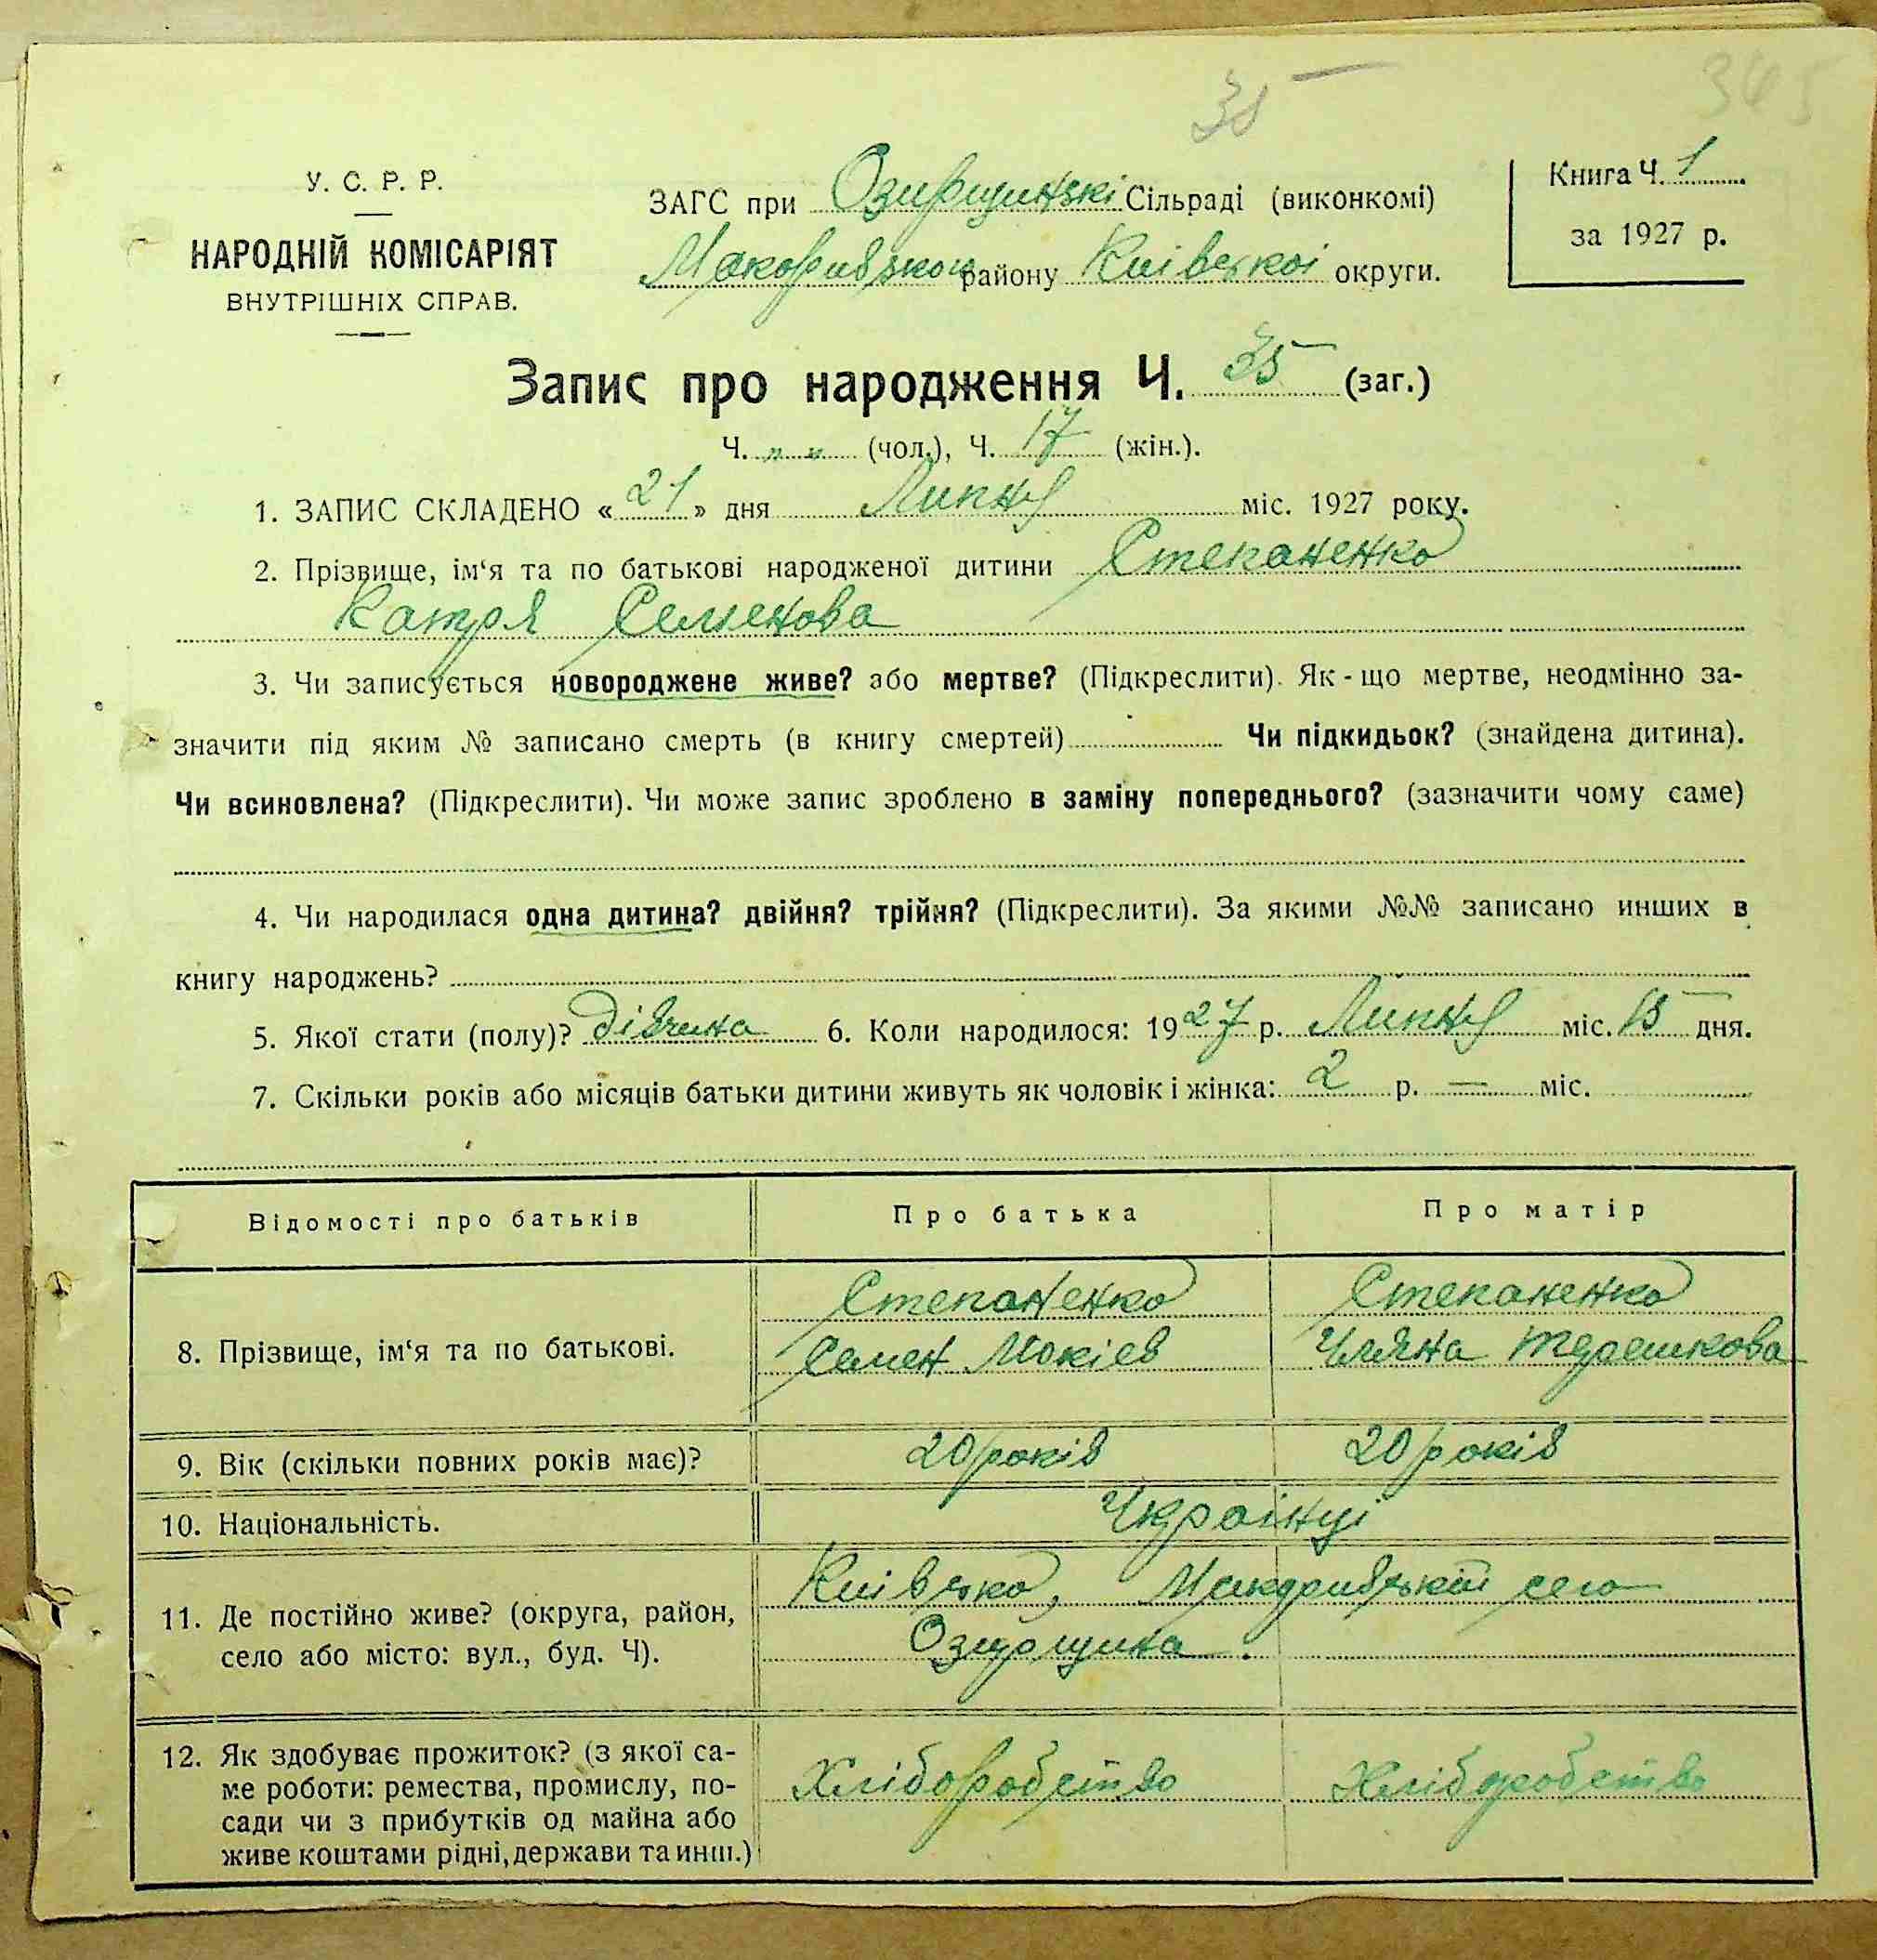 35
345
У. С. Р. Р.
НАРОДНІЙ КОМІСАРІЯТ
ВНУТРІШНІХ СПРАВ.
ЗАГС при Озирщинські Сільраді (виконкомі)
Макоривзкого району Київської округи.
Книга Ч. 1
за 1927 р.
Запис про народження Ч. 35 (заг.)
Ч. " " (чол.), Ч. 17 (жін.).
1. ЗАПИС СКЛАДЕНО « 21 » дня Липня міс. 1927 року.
2. Прізвище, ім‘я та по батькові народженої дитини Степаненко
Катря Семенова
3. Чи записується новороджене живе? або мертве? (Підкреслити). Як-що мертве, неодмінно за-
значити під яким № записано смерть (в книгу смертей) Чи підкидьок? (знайдена дитина).
Чи всиновлена? (Підкреслити). Чи може запис зроблено в заміну попереднього? (зазначити чому саме)
4. Чи народилася одна дитина? двійня? трійня? (Підкреслити). За якими №№ записано инших в
книгу народжень?
5. Якої стати (полу)? дівчина 6. Коли народилося: 1927 р. Липня міс. 15 дня.
7. Скільки років або місяців батьки дитини живуть як чоловік і жінка: 2 р. — міс.
Відомості про батьків Про батька Про матір
8. Прізвище, ім‘я та по батькові.
Степаненко Степаненко
Семен Мокіев Уляна Терешкова
9. Вік (скільки повних років має)? 20 років 20 років
10. Національність. Українці
11. Де постійно живе? (округа, район,
село або місто: вул., буд. Ч).
Київська, Макоривзькій село
Озирщина.
12. Як здобуває прожиток? (з якої са-
ме роботи: ремества, промислу, по-
сади чи з прибутків од майна або
живе коштами рідні, держави та инш.)
Хліборобство Хліборобство